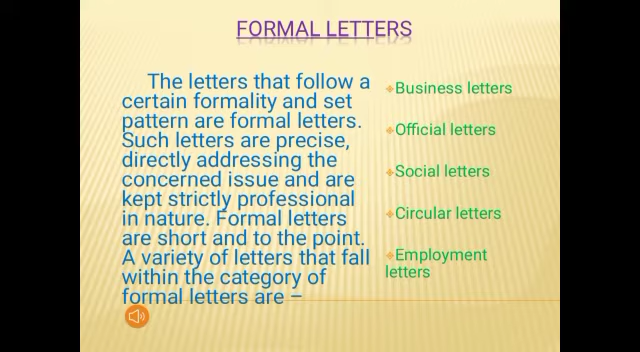 FORMAL LETTERS
The letters that follow a
certain formality and set
pattern are formal letters.
Such letters are precise,
directly addressing the
concerned issue and are
kept strictly professional
in nature. Formal letters
are short and to the point.
A variety of letters that fall
within the category of
formal letters are –
Business letters
Official letters
Social letters
Circular letters
Employment
letters